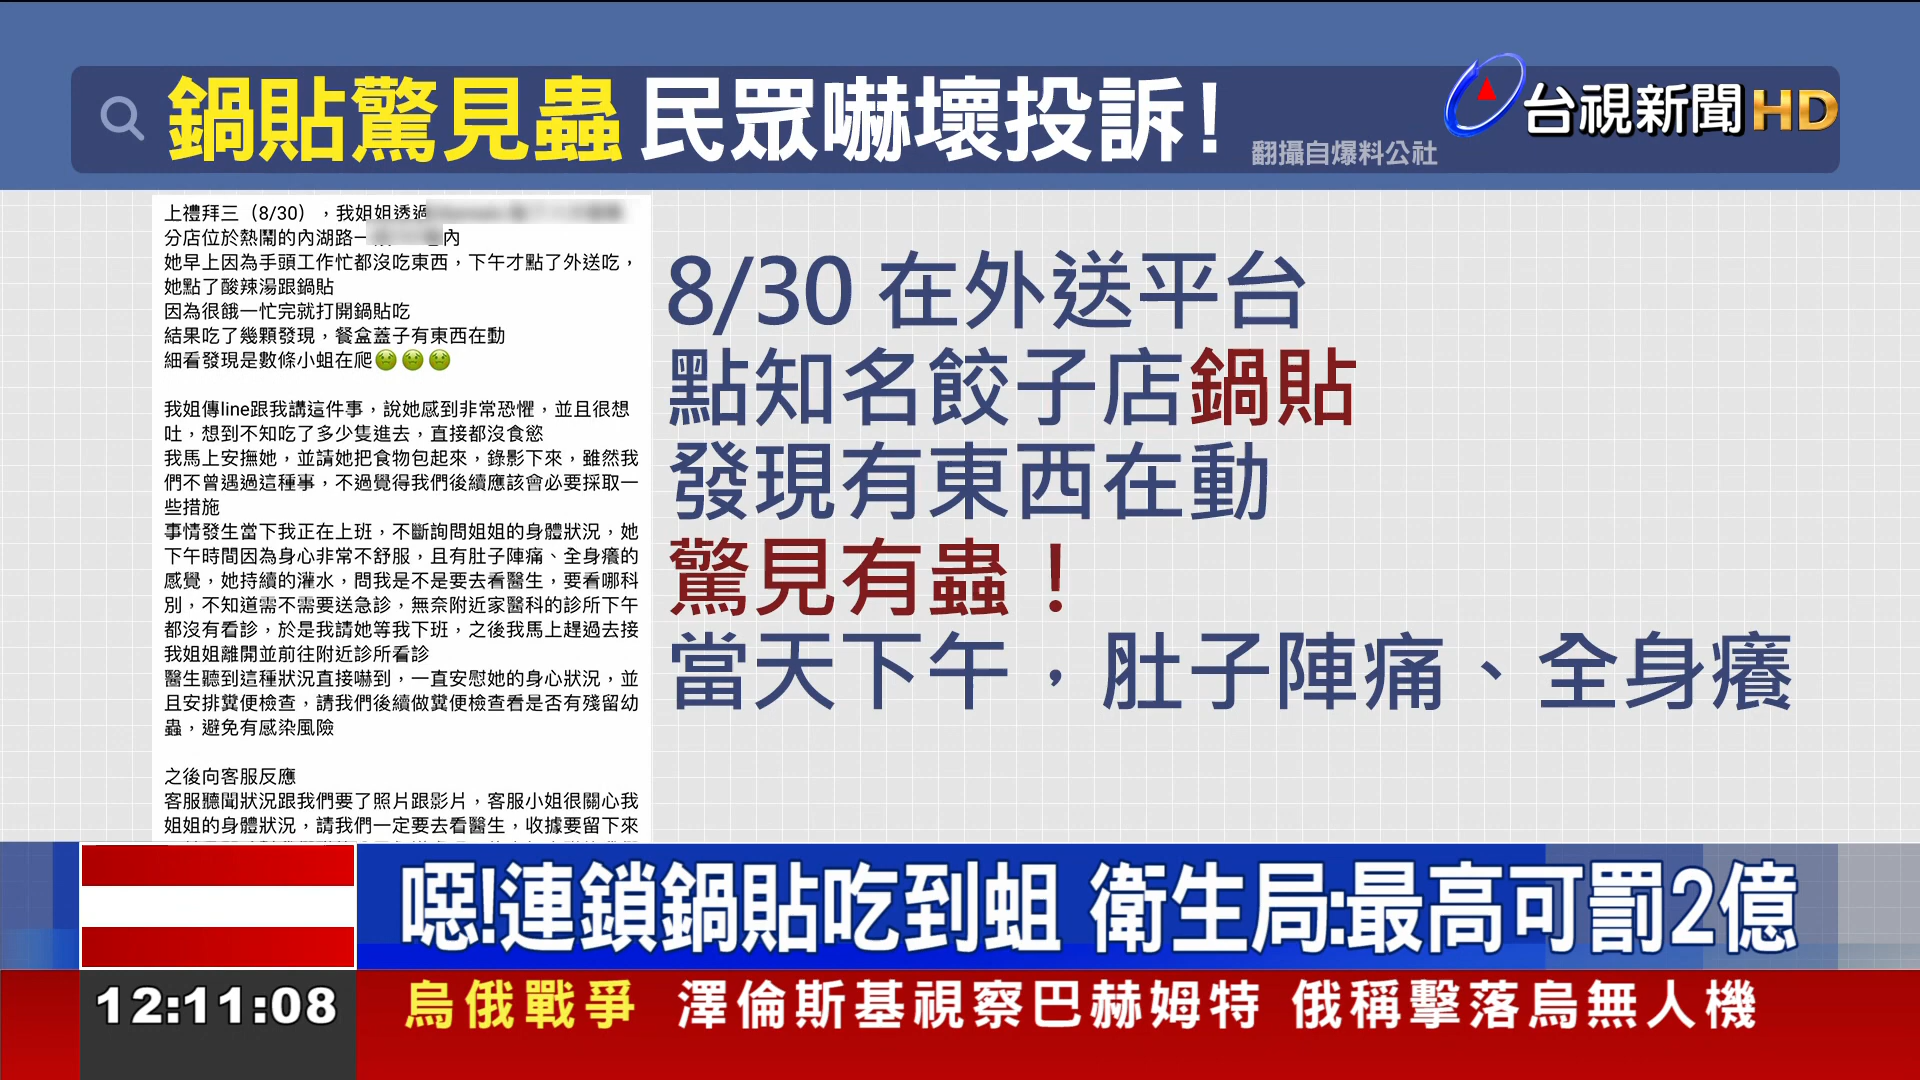 鍋貼驚見蟲 民眾嚇壞投訴！
翻攝自爆料公社
台視新聞HD
上禮拜三（8/30），我姐姐透過
分店位於熱鬧的內湖路一 內
她早上因為手頭工作忙都沒吃東西，下午才點了外送吃，
她點了酸辣湯跟鍋貼
因為很餓一忙完就打開鍋貼吃
結果吃了幾顆發現，餐盒蓋子有東西在動
細看發現是數條小蛆在爬🤢🤢🤢
我姐傳line跟我講這件事，說她感到非常恐懼，並且很想
吐，想到不知吃了多少隻進去，直接都沒食慾
我馬上安撫她，並請她把食物包起來，錄影下來，雖然我
們不曾遇過這種事，不過覺得我們後續應該會必要採取一
些措施
事情發生當下我正在上班，不斷詢問姐姐的身體狀況，她
下午時間因為身心非常不舒服，且有肚子陣痛、全身癢的
感覺，她持續的灌水，問我是不是要去看醫生，要看哪科
別，不知道需不需要送急診，無奈附近家醫科的診所下午
都沒有看診，於是我請她等我下班，之後我馬上趕過去接
我姐姐離開並前往附近診所看診
醫生聽到這種狀況直接嚇到，一直安慰她的身心狀況，並
且安排糞便檢查，請我們後續做糞便檢查看是否有殘留幼
蟲，避免有感染風險
之後向客服反應
客服聽聞狀況跟我們要了照片跟影片，客服小姐很關心我
姐姐的身體狀況，請我們一定要去看醫生，收據要留下來
8/30 在外送平台
點知名餃子店鍋貼
發現有東西在動
驚見有蟲！
當天下午，肚子陣痛、全身癢
噁!連鎖鍋貼吃到蛆 衛生局:最高可罰2億
12:11:08
烏俄戰爭 澤倫斯基視察巴赫姆特 俄稱擊落烏無人機